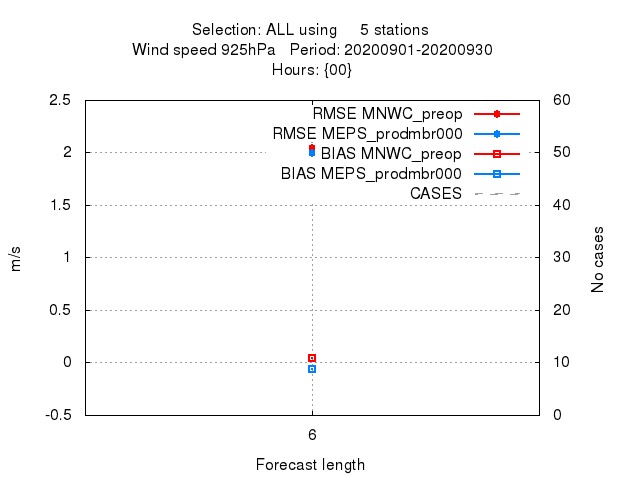 Selection: ALL using 5 stations
Wind speed 925hPa Period: 20200901-20200930
Hours: {00}
2.5
2
1.5
1
0.5
0
-0.5
m/s
RMSE MNWC_preop
RMSE MEPS_prodmbr000
BIAS MNWC_preop
BIAS MEPS_prodmbr000
CASES
60
50
40
30
20
10
0
No cases
6
Forecast length